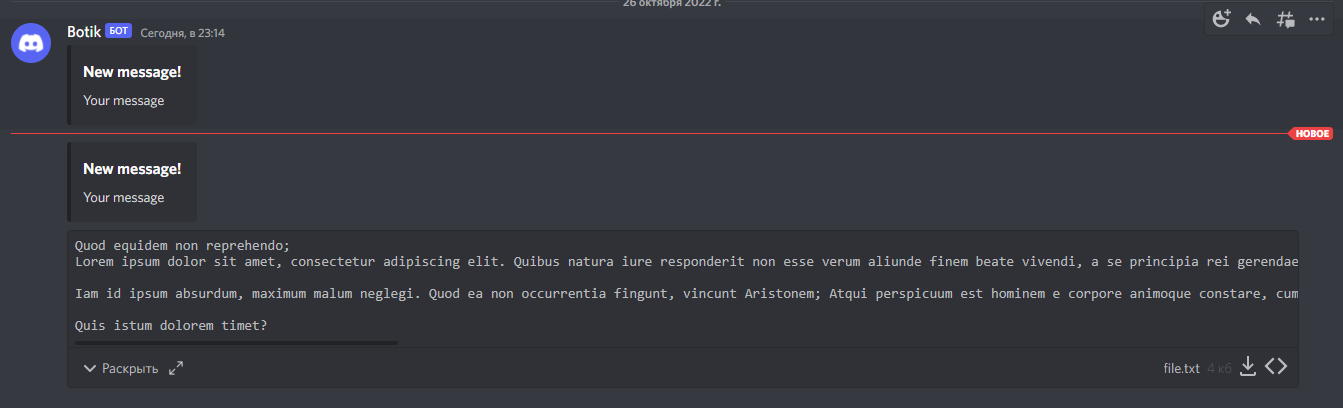 26 октября 2022 г.
Botik БОТ Сегодня, в 23:14
New message!
Your message
НОВОЕ
New message!
Your message
Quod equidem non reprehendo;
Lorem ipsum dolor sit amet, consectetur adipiscing elit. Quibus natura iure responderit non esse verum aliunde finem beate vivendi, a se principia rei gerendae
Iam id ipsum absurdum, maximum malum neglegi. Quod ea non occurrentia fingunt, vincunt Aristonem; Atqui perspicuum est hominem e corpore animoque constare, cum
Quis istum dolorem timet?
Раскрыть file.txt 4 кб